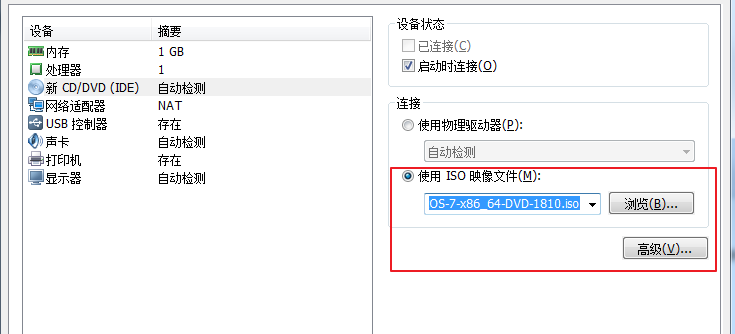 设备 摘要
内存 1 GB
处理器 1
新 CD/DVD (IDE) 自动检测
网络适配器 NAT
USB 控制器 存在
声卡 自动检测
打印机 存在
显示器 自动检测
设备状态
已连接(C)
启动时连接(O)
连接
使用物理驱动器(P):
自动检测
使用 ISO 映像文件(M):
OS-7-x86_64-DVD-1810.iso
浏览(B)...
高级(V)...